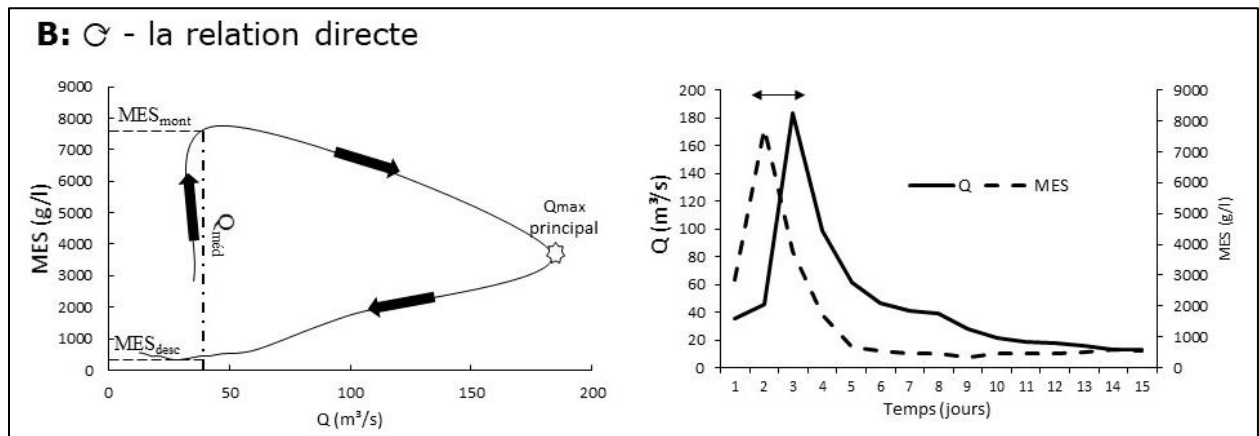 B: ⟳ - la relation directe
MES (g/l)
9000
8000
7000
6000
5000
4000
3000
2000
1000
0
MESmont
MESdesc
Qméd
Qmax
principal
0 50 100 150 200
Q (m³/s)
Q (m³/s)
200
180
160
140
120
100
80
60
40
20
0
Q MES
9000
8000
7000
6000
5000
4000
3000
2000
1000
0
MES (g/l)
1 2 3 4 5 6 7 8 9 10 11 12 13 14 15
Temps (jours)